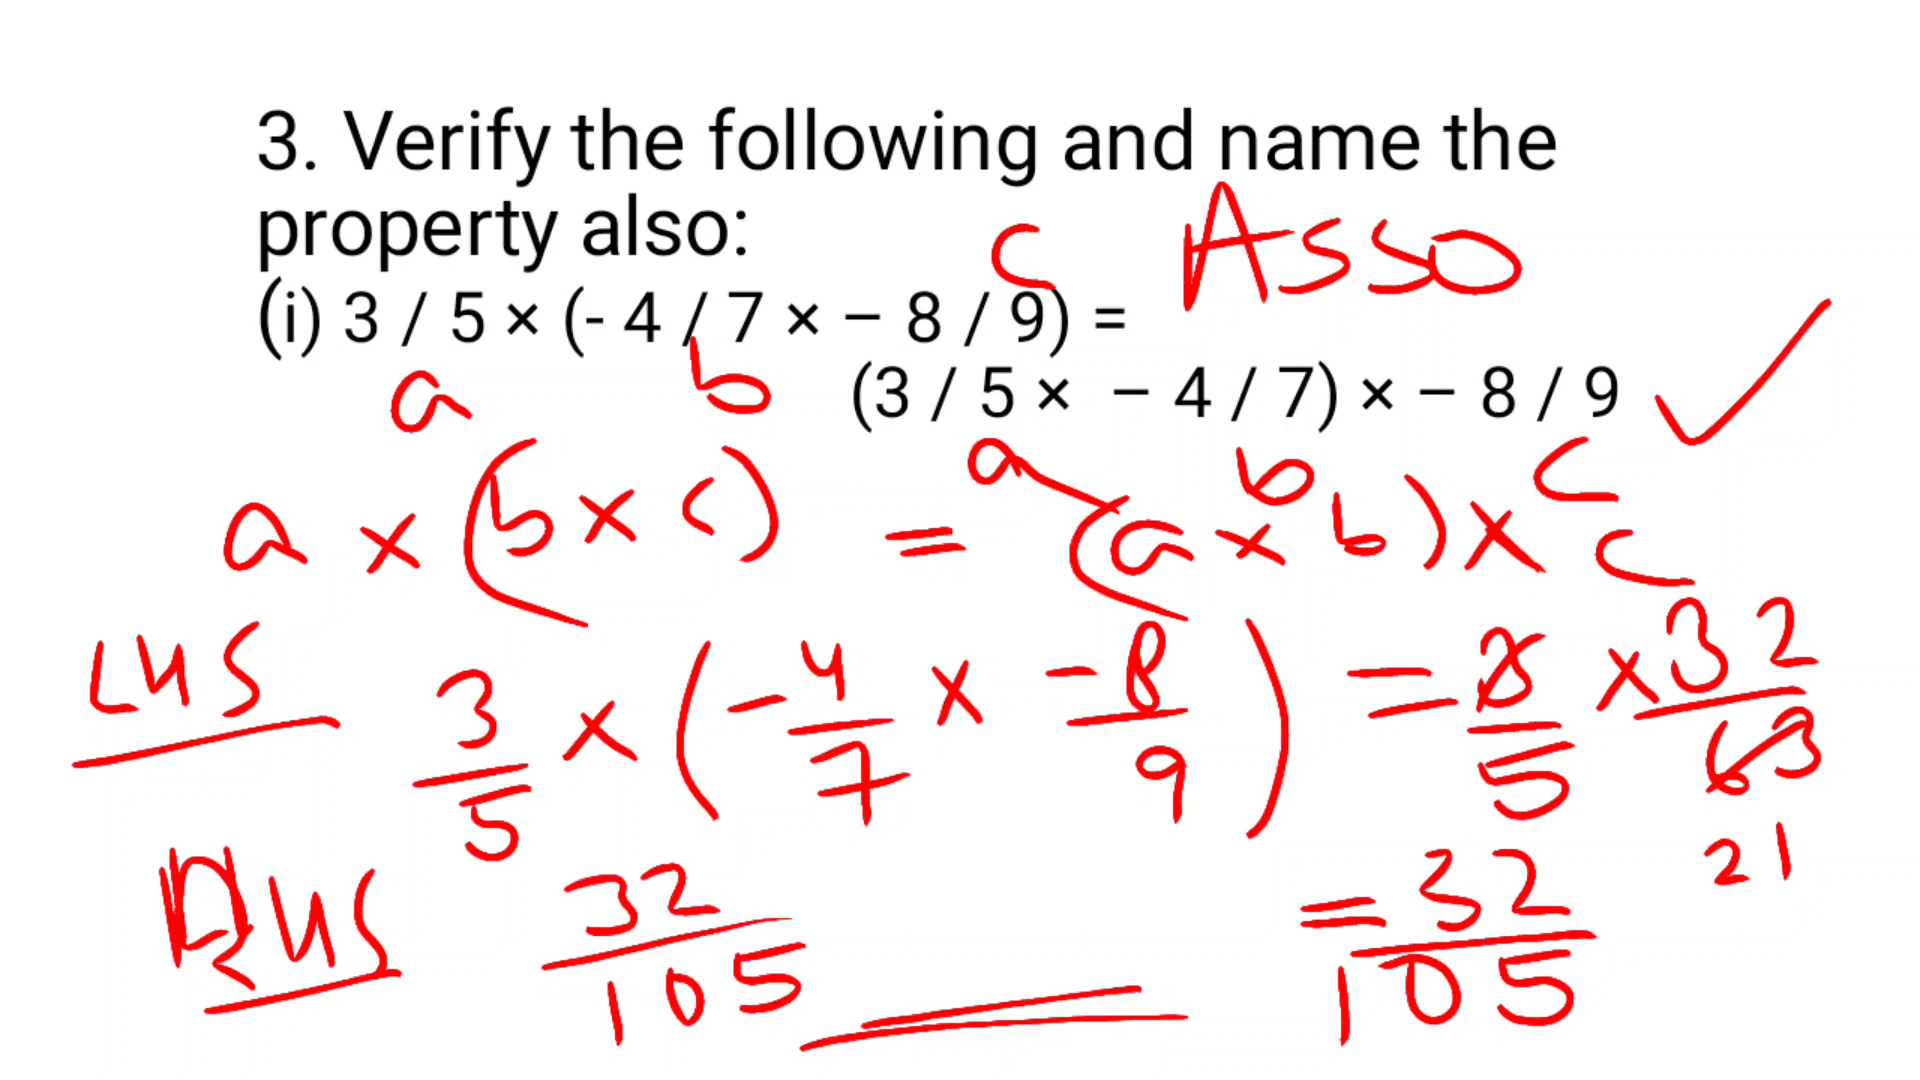 3. Verify the following and name the
property also:
c Asso
(i) 3 / 5 × (- 4 / 7 × – 8 / 9) =
a b
(3 / 5 × – 4 / 7) × – 8 / 9
a b c
a × (b × c) = (a × b) × c
LHS 3/5 × (-4/7 × -8/9) = 3/5 × 32/63
21
RHS 32/105 = 32/105